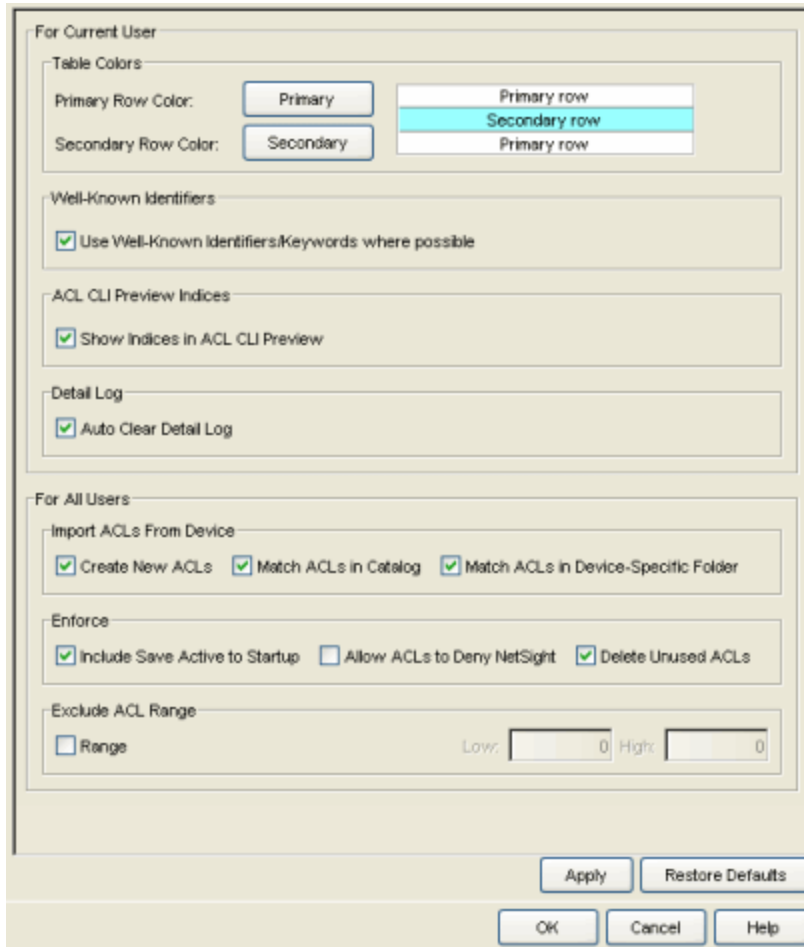 For Current User
Table Colors
Primary Row Color: Primary Primary row
Secondary row
Secondary Row Color: Secondary Primary row
Well-Known Identifiers
Use Well-Known Identifiers/Keywords where possible
ACL CLI Preview Indices
Show Indices in ACL CLI Preview
Detail Log
Auto Clear Detail Log
For All Users
Import ACLs From Device
Create New ACLs Match ACLs in Catalog Match ACLs in Device-Specific Folder
Enforce
Include Save Active to Startup Allow ACLs to Deny NetSight Delete Unused ACLs
Exclude ACL Range
Range Low: 0 High: 0
Apply Restore Defaults
OK Cancel Help